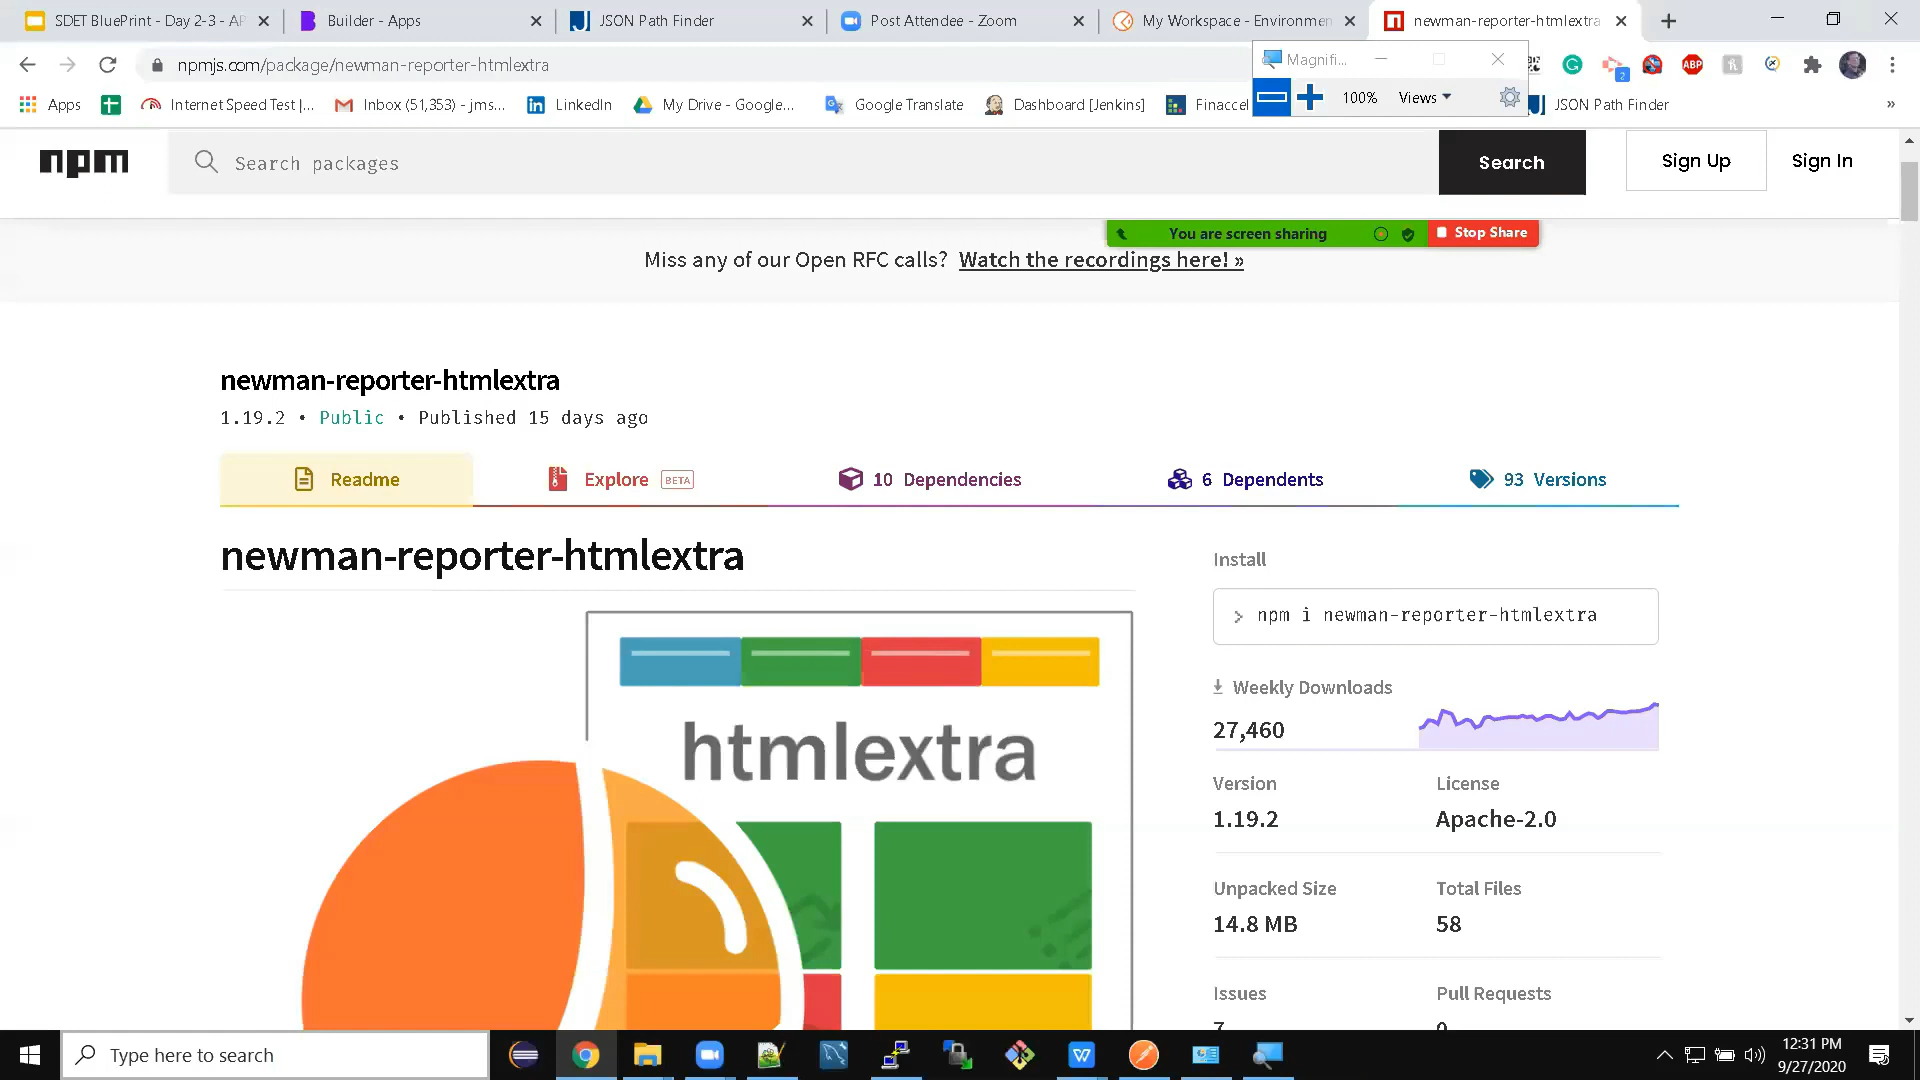 SDET BluePrint - Day 2-3 - AP
Builder - Apps
JSON Path Finder
Post Attendee - Zoom
My Workspace - Environmen
newman-reporter-htmlextra
npmjs.com/package/newman-reporter-htmlextra
Magnifi...
ABP
2
Apps
Internet Speed Test |...
Inbox (51,353) - jms...
LinkedIn
My Drive - Google...
Google Translate
Dashboard [Jenkins]
Finaccel
100%
Views
JSON Path Finder
»
npm
Search packages
Search
Sign Up
Sign In
You are screen sharing
Stop Share
Miss any of our Open RFC calls? Watch the recordings here! »
newman-reporter-htmlextra
1.19.2 • Public • Published 15 days ago
Readme
Explore BETA
10 Dependencies
6 Dependents
93 Versions
newman-reporter-htmlextra
htmlextra
Install
> npm i newman-reporter-htmlextra
Weekly Downloads
27,460
Version
License
1.19.2
Apache-2.0
Unpacked Size
Total Files
14.8 MB
58
Issues
Pull Requests
7
0
Type here to search
12:31 PM
9/27/2020